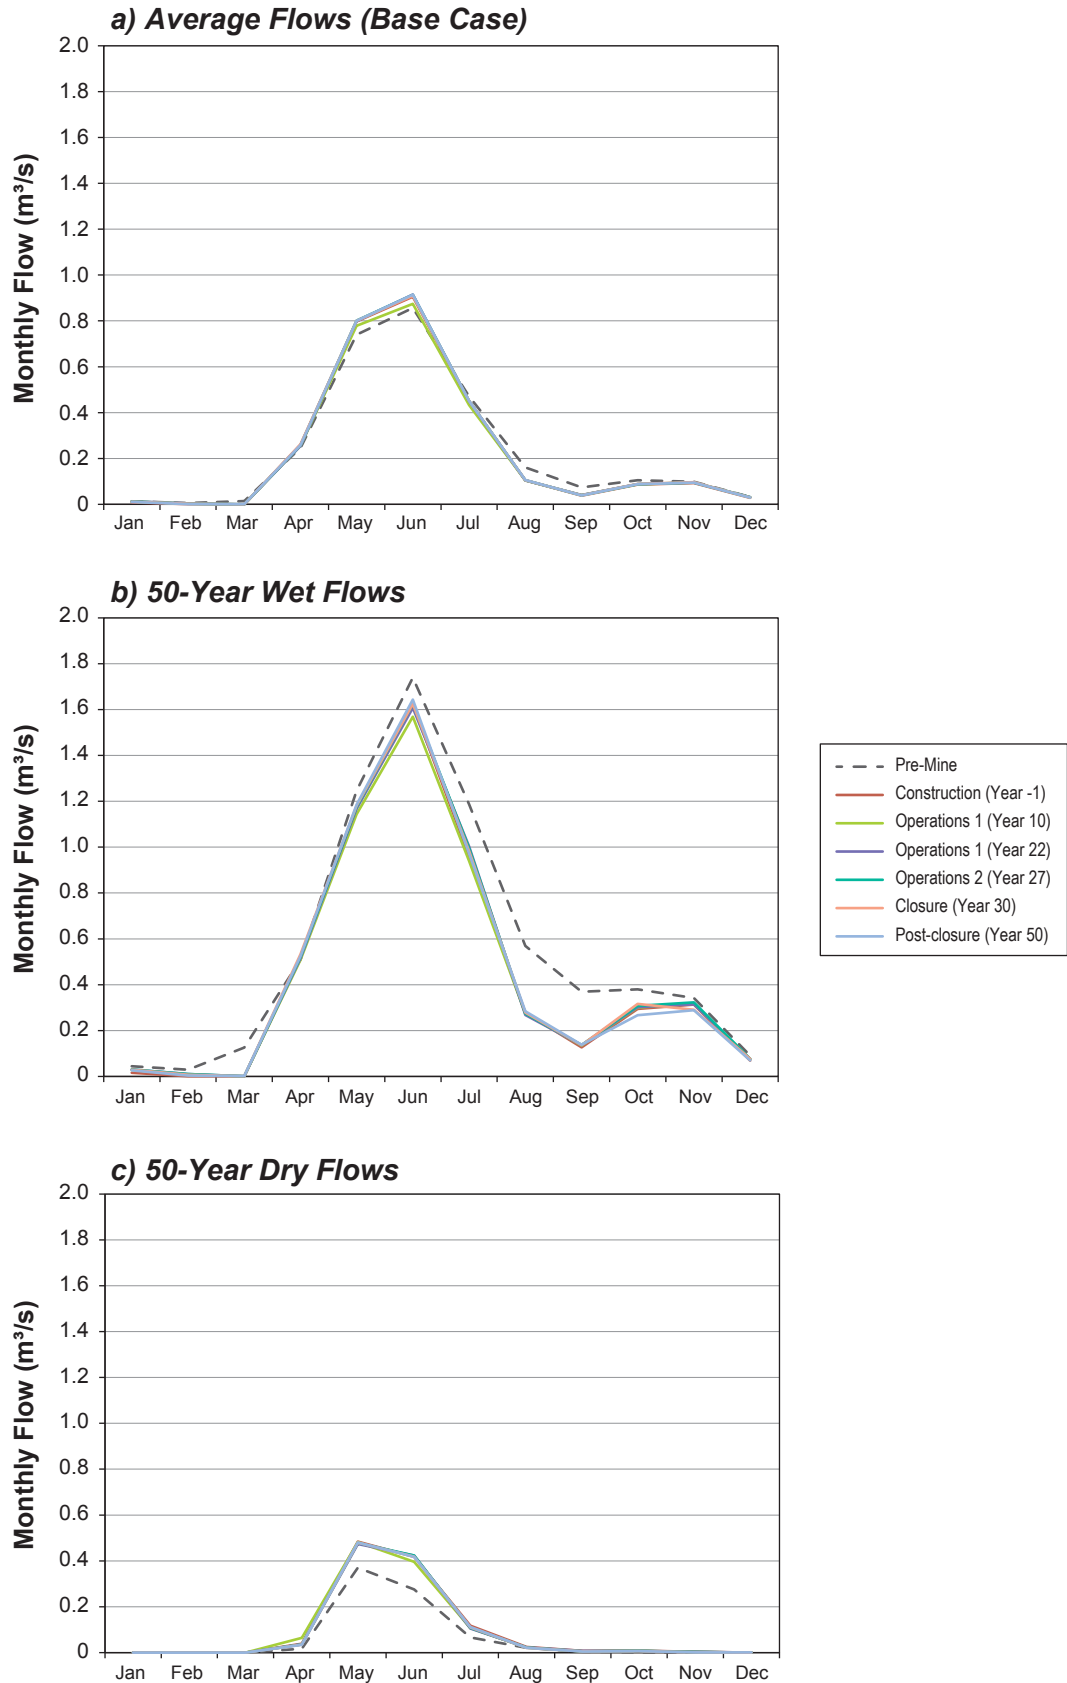 a) Average Flows (Base Case)
Monthly Flow (m³/s)
2.0
1.8
1.6
1.4
1.2
1.0
0.8
0.6
0.4
0.2
0
Jan Feb Mar Apr May Jun Jul Aug Sep Oct Nov Dec
b) 50-Year Wet Flows
Monthly Flow (m³/s)
2.0
1.8
1.6
1.4
1.2
1.0
0.8
0.6
0.4
0.2
0
Jan Feb Mar Apr May Jun Jul Aug Sep Oct Nov Dec
Pre-Mine
Construction (Year -1)
Operations 1 (Year 10)
Operations 1 (Year 22)
Operations 2 (Year 27)
Closure (Year 30)
Post-closure (Year 50)
c) 50-Year Dry Flows
Monthly Flow (m³/s)
2.0
1.8
1.6
1.4
1.2
1.0
0.8
0.6
0.4
0.2
0
Jan Feb Mar Apr May Jun Jul Aug Sep Oct Nov Dec